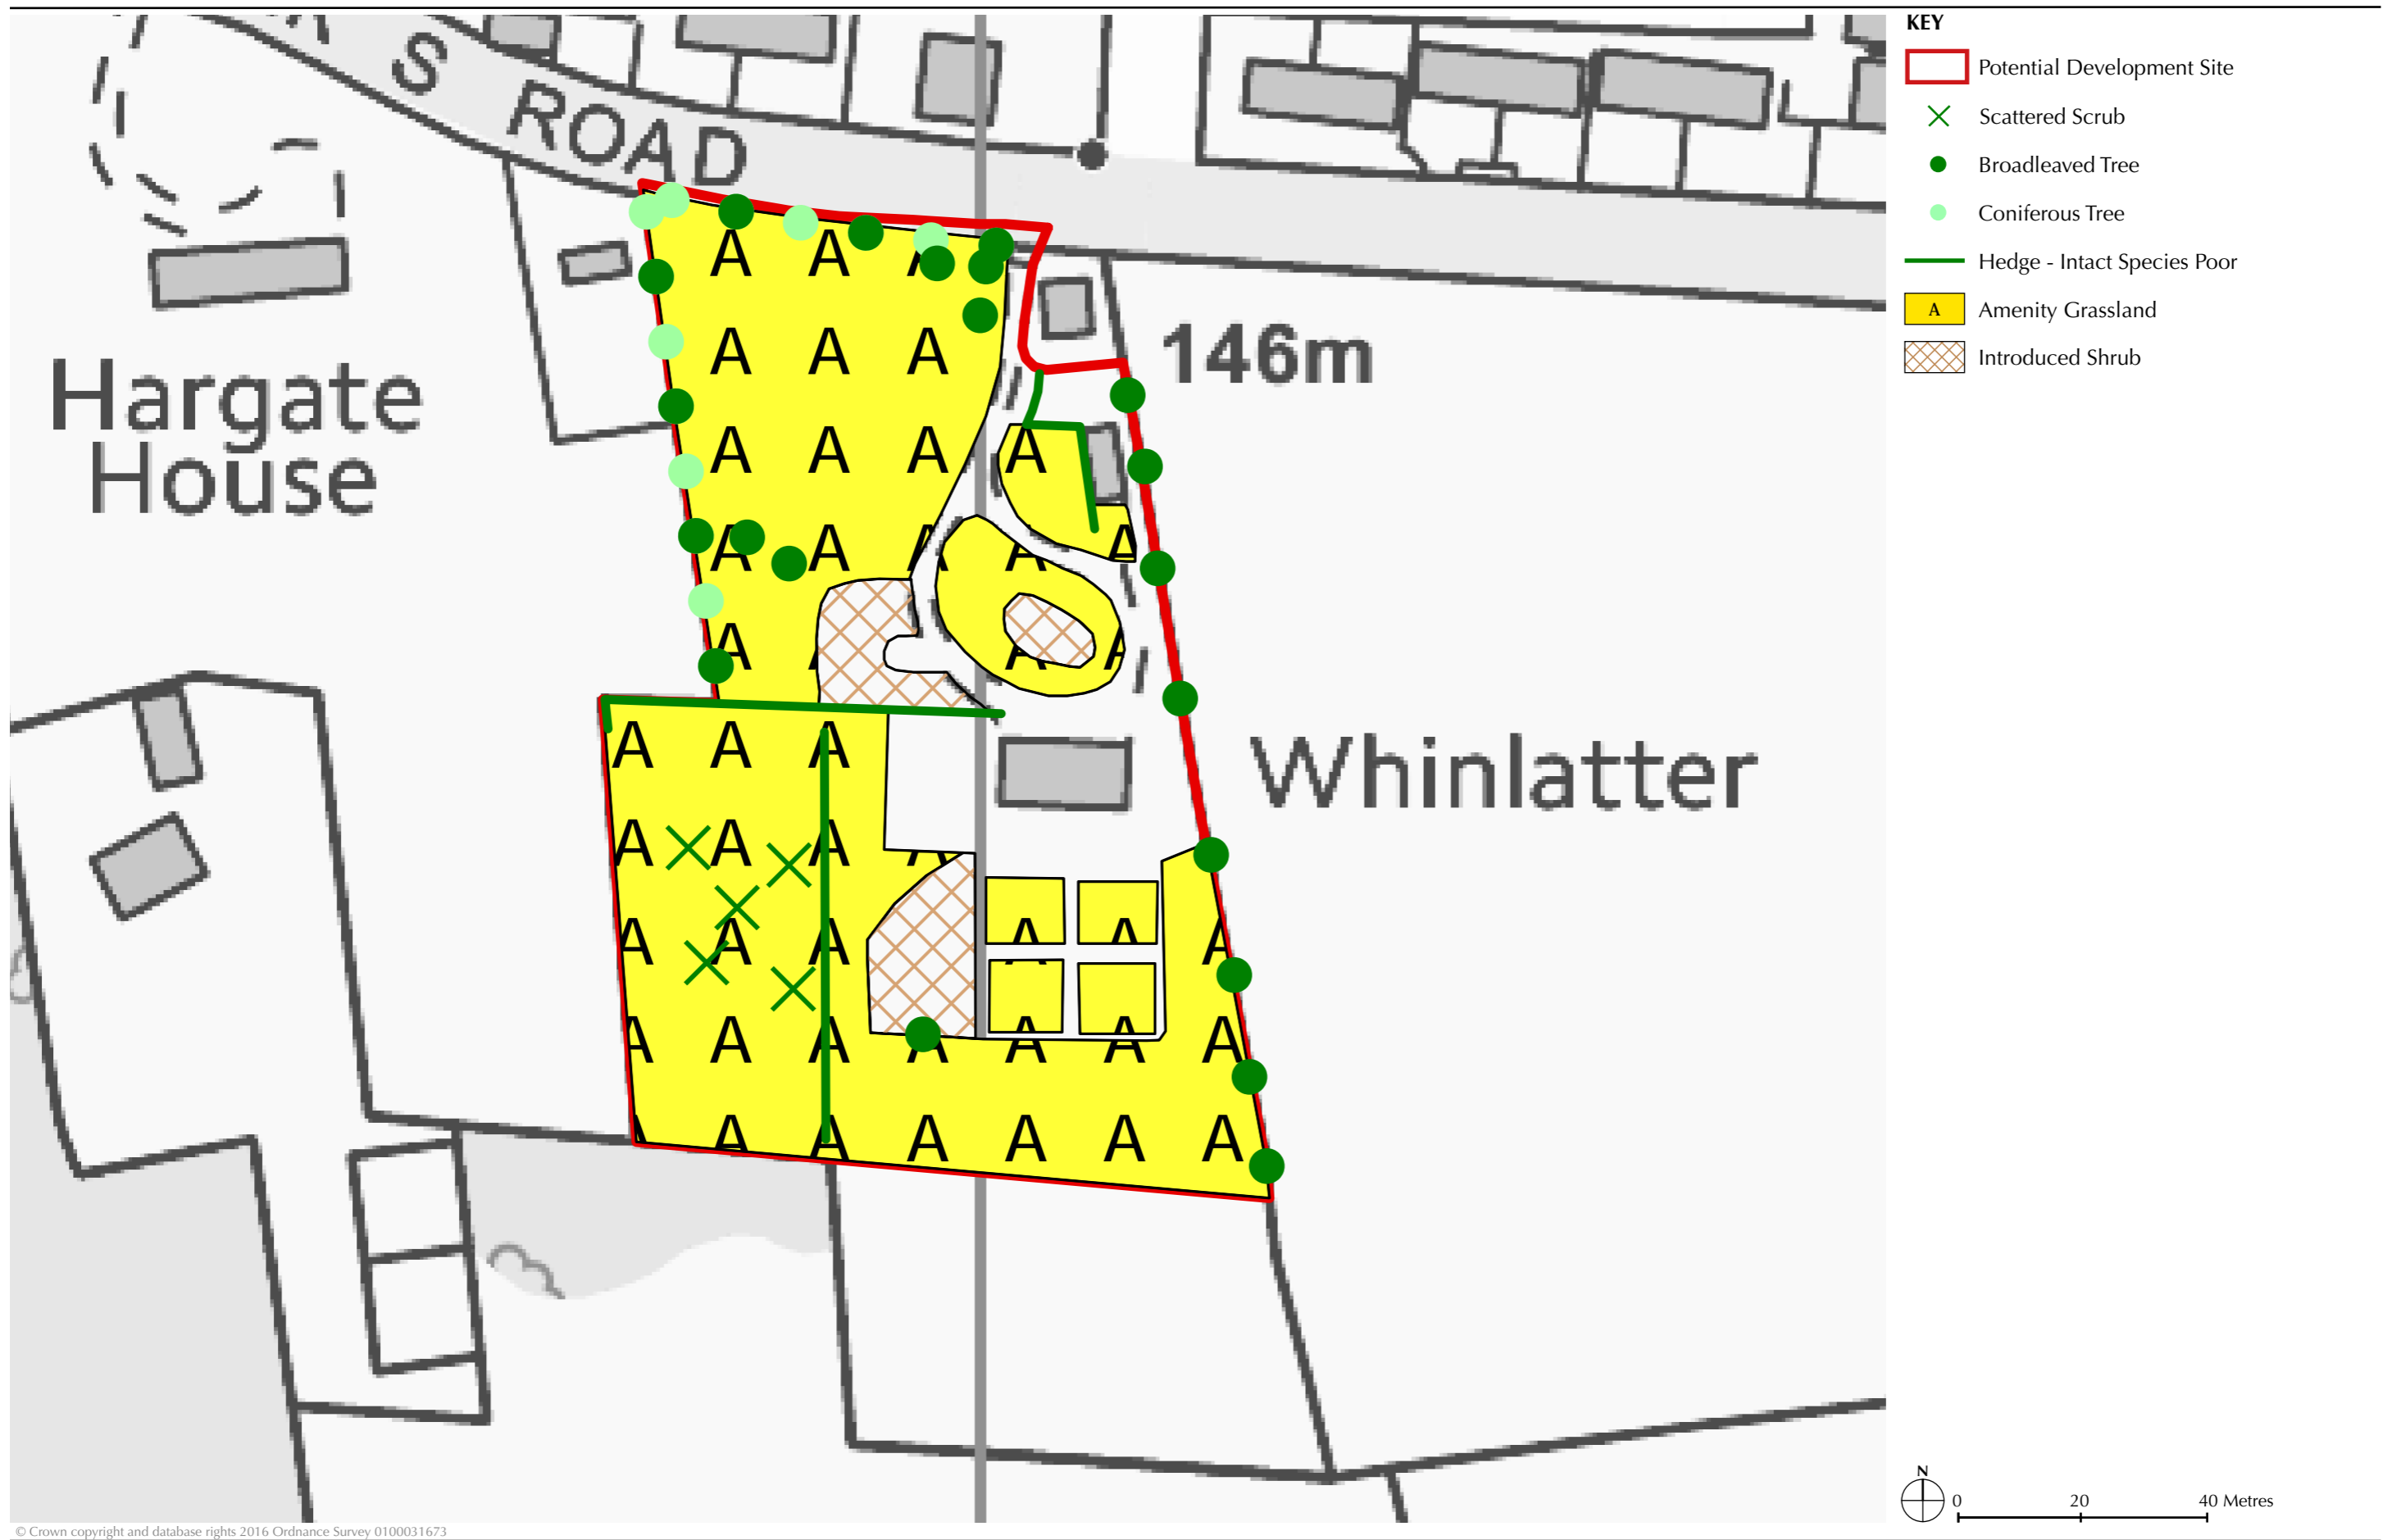 S ROAD
Hargate
House
146m
Whinlatter
KEY
Potential Development Site
Scattered Scrub
Broadleaved Tree
Coniferous Tree
Hedge - Intact Species Poor
A Amenity Grassland
Introduced Shrub
A A A
A A A
A A A A
A A A A A
A A A A
A A A
A A A A
A A A A A A
A A A A A A A
A A A A A A A
N
0 20 40 Metres
© Crown copyright and database rights 2016 Ordnance Survey 0100031673